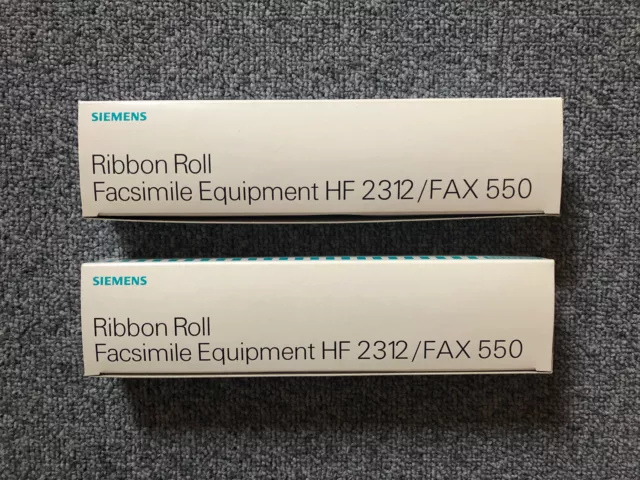 SIEMENS
Ribbon Roll
Facsimile Equipment HF 2312/FAX 550
SIEMENS
Ribbon Roll
Facsimile Equipment HF 2312/FAX 550